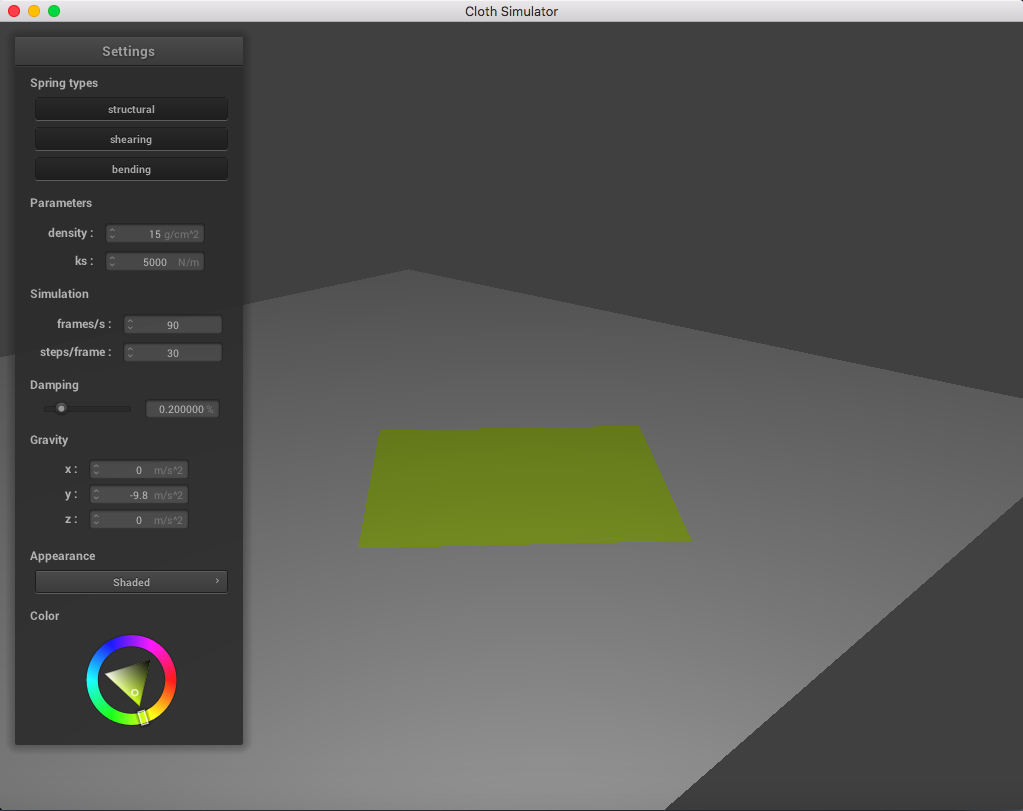 Cloth Simulator
Settings
Spring types
structural
shearing
bending
Parameters
density : 15 g/cm^2
ks : 5000 N/m
Simulation
frames/s : 90
steps/frame : 30
Damping
0.200000 %
Gravity
x : 0 m/s^2
y : -9.8 m/s^2
z : 0 m/s^2
Appearance
Shaded
Color